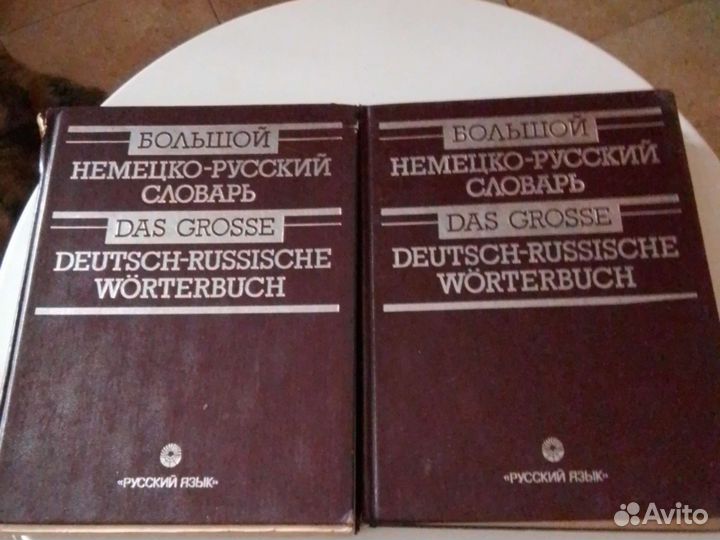 БОЛЬШОЙ
НЕМЕЦКО-РУССКИЙ
СЛОВАРЬ
DAS GROSSE
DEUTSCH-RUSSISCHE
WÖRTERBUCH
«РУССКИЙ ЯЗЫК»
БОЛЬШОЙ
НЕМЕЦКО-РУССКИЙ
СЛОВАРЬ
DAS GROSSE
DEUTSCH-RUSSISCHE
WÖRTERBUCH
«РУССКИЙ ЯЗЫК»
Avito